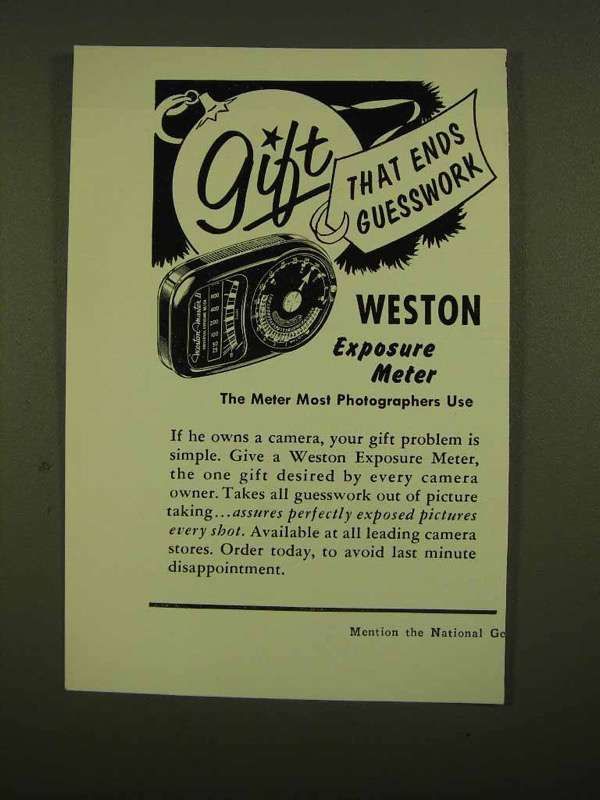 Gift
THAT ENDS
GUESSWORK
Weston Master II
WESTON
Exposure
Meter
The Meter Most Photographers Use
If he owns a camera, your gift problem is
simple. Give a Weston Exposure Meter,
the one gift desired by every camera
owner. Takes all guesswork out of picture
taking...assures perfectly exposed pictures
every shot. Available at all leading camera
stores. Order today, to avoid last minute
disappointment.
Mention the National Ge